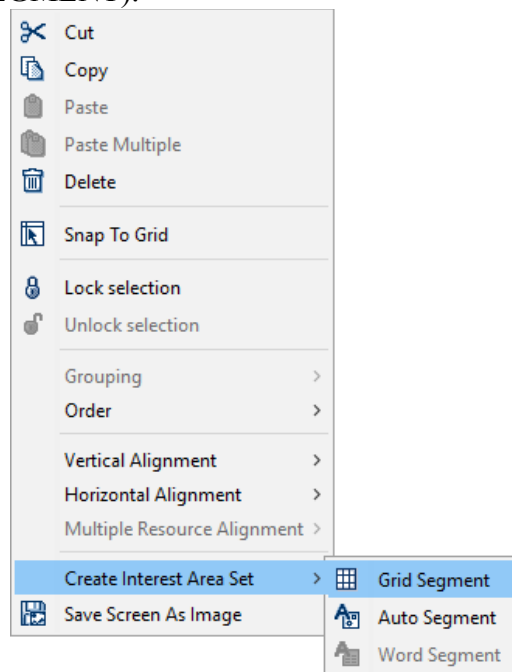 Cut
Copy
Paste
Paste Multiple
Delete
Snap To Grid
Lock selection
Unlock selection
Grouping
Order
Vertical Alignment
Horizontal Alignment
Multiple Resource Alignment
Create Interest Area Set
Grid Segment
Save Screen As Image
Auto Segment
Word Segment